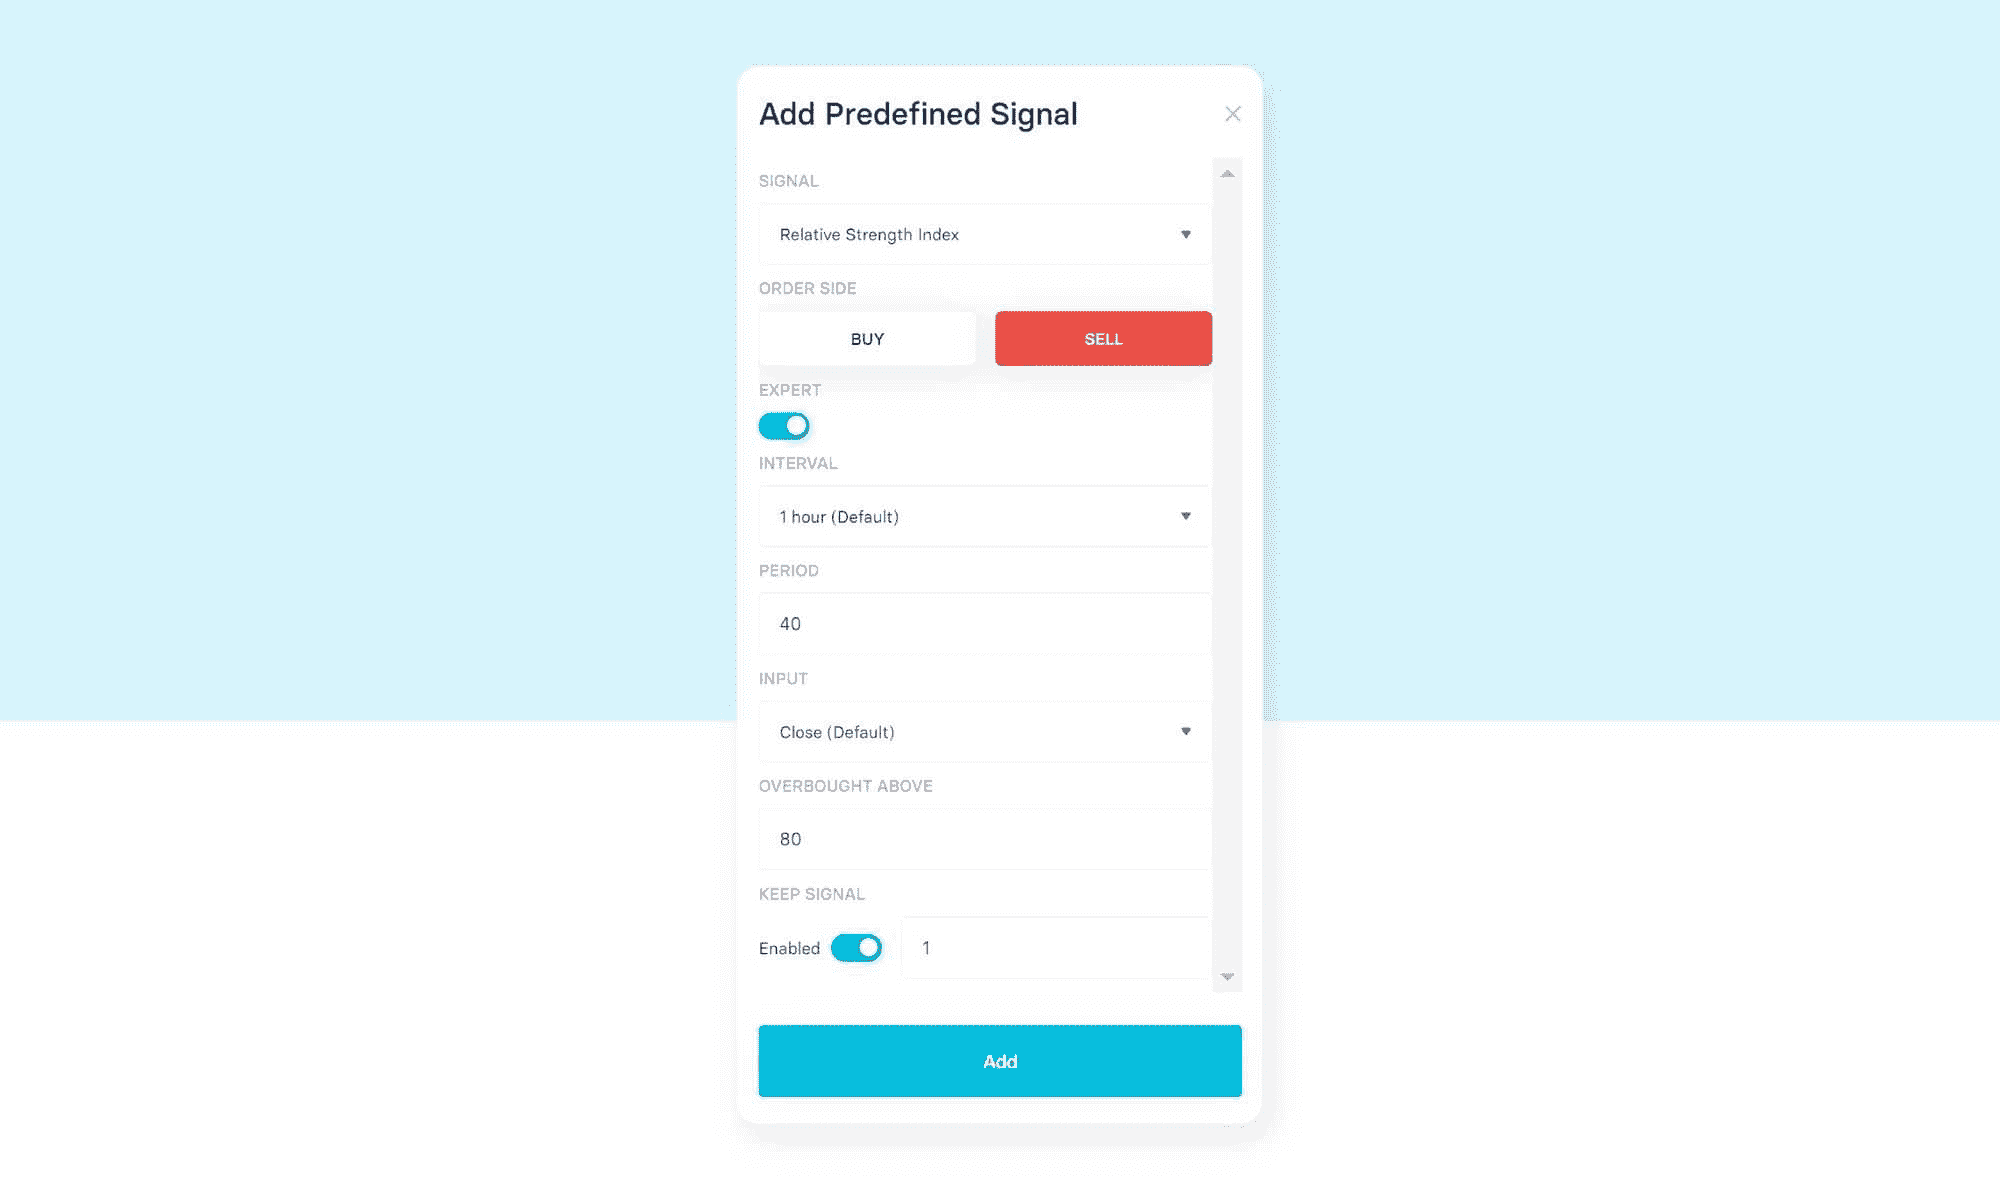 Add Predefined Signal
SIGNAL
Relative Strength Index
ORDER SIDE
BUY SELL
EXPERT
INTERVAL
1 hour (Default)
PERIOD
40
INPUT
Close (Default)
OVERBOUGHT ABOVE
80
KEEP SIGNAL
Enabled 1
Add